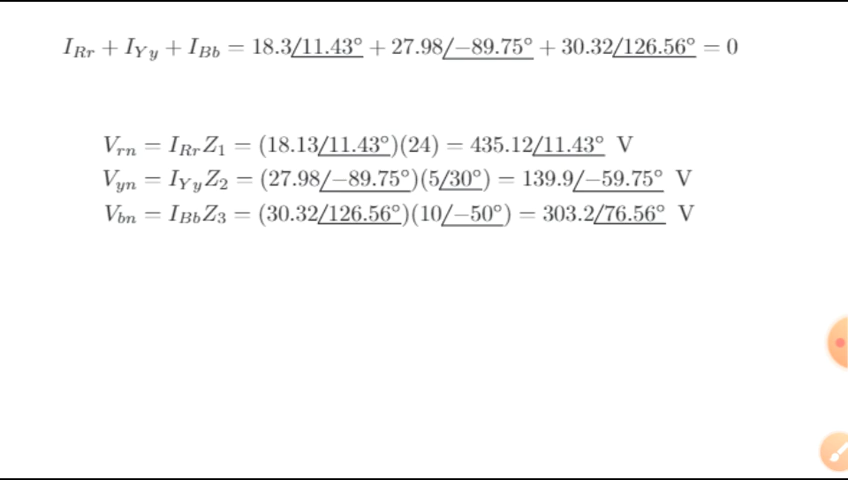 I_{Rr} + I_{Yy} + I_{Bb} = 18.3/11.43° + 27.98/−89.75° + 30.32/126.56° = 0
V_{rn} = I_{Rr}Z_1 = (18.13/11.43°)(24) = 435.12/11.43° V
V_{yn} = I_{Yy}Z_2 = (27.98/−89.75°)(5/30°) = 139.9/−59.75° V
V_{bn} = I_{Bb}Z_3 = (30.32/126.56°)(10/−50°) = 303.2/76.56° V